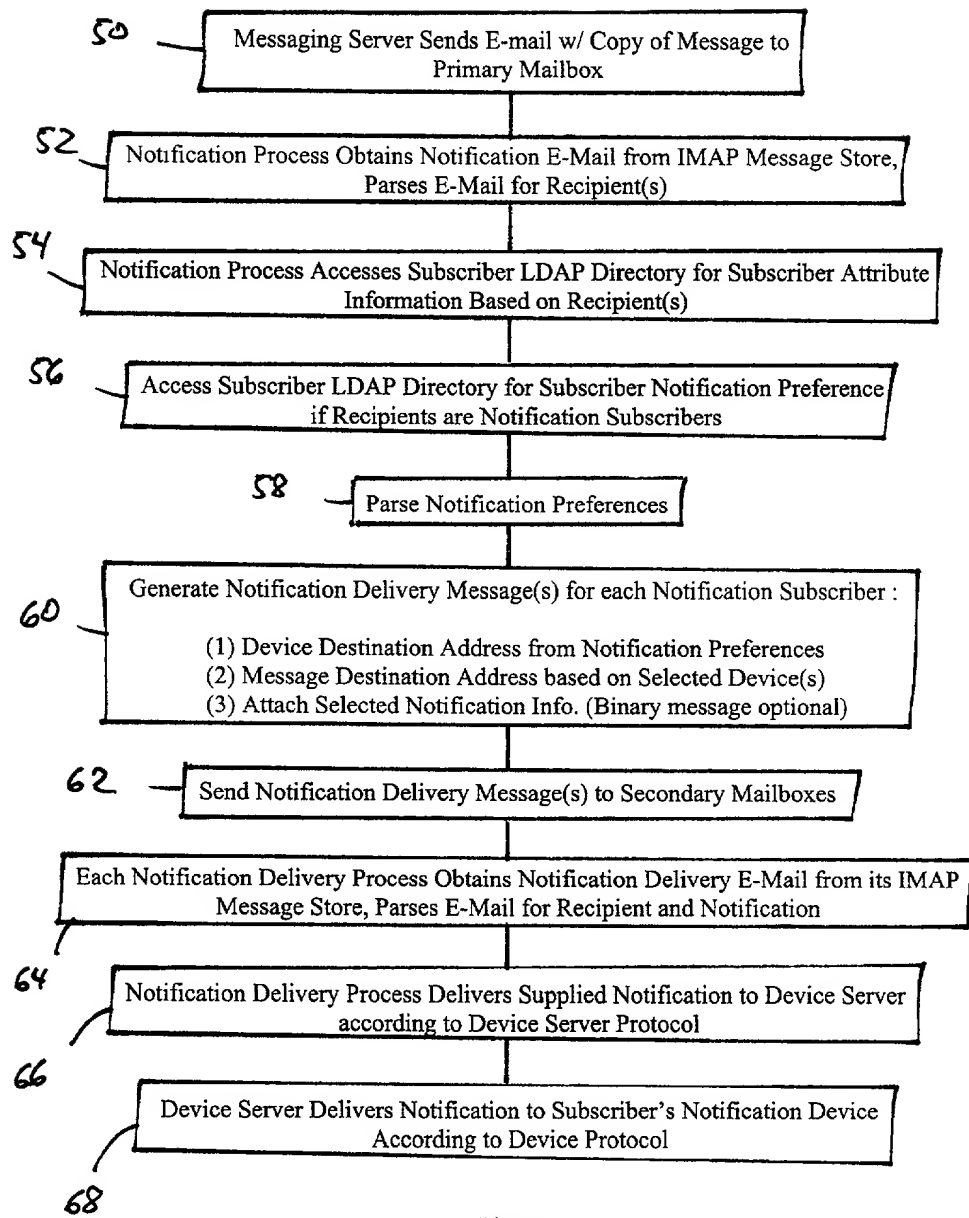 50
Messaging Server Sends E-mail w/ Copy of Message to
Primary Mailbox
52
Notification Process Obtains Notification E-Mail from IMAP Message Store,
Parses E-Mail for Recipient(s)
54
Notification Process Accesses Subscriber LDAP Directory for Subscriber Attribute
Information Based on Recipient(s)
56
Access Subscriber LDAP Directory for Subscriber Notification Preference
if Recipients are Notification Subscribers
58
Parse Notification Preferences
60
Generate Notification Delivery Message(s) for each Notification Subscriber :
(1) Device Destination Address from Notification Preferences
(2) Message Destination Address based on Selected Device(s)
(3) Attach Selected Notification Info. (Binary message optional)
62
Send Notification Delivery Message(s) to Secondary Mailboxes
Each Notification Delivery Process Obtains Notification Delivery E-Mail from its IMAP
Message Store, Parses E-Mail for Recipient and Notification
64
Notification Delivery Process Delivers Supplied Notification to Device Server
according to Device Server Protocol
66
Device Server Delivers Notification to Subscriber's Notification Device
According to Device Protocol
68